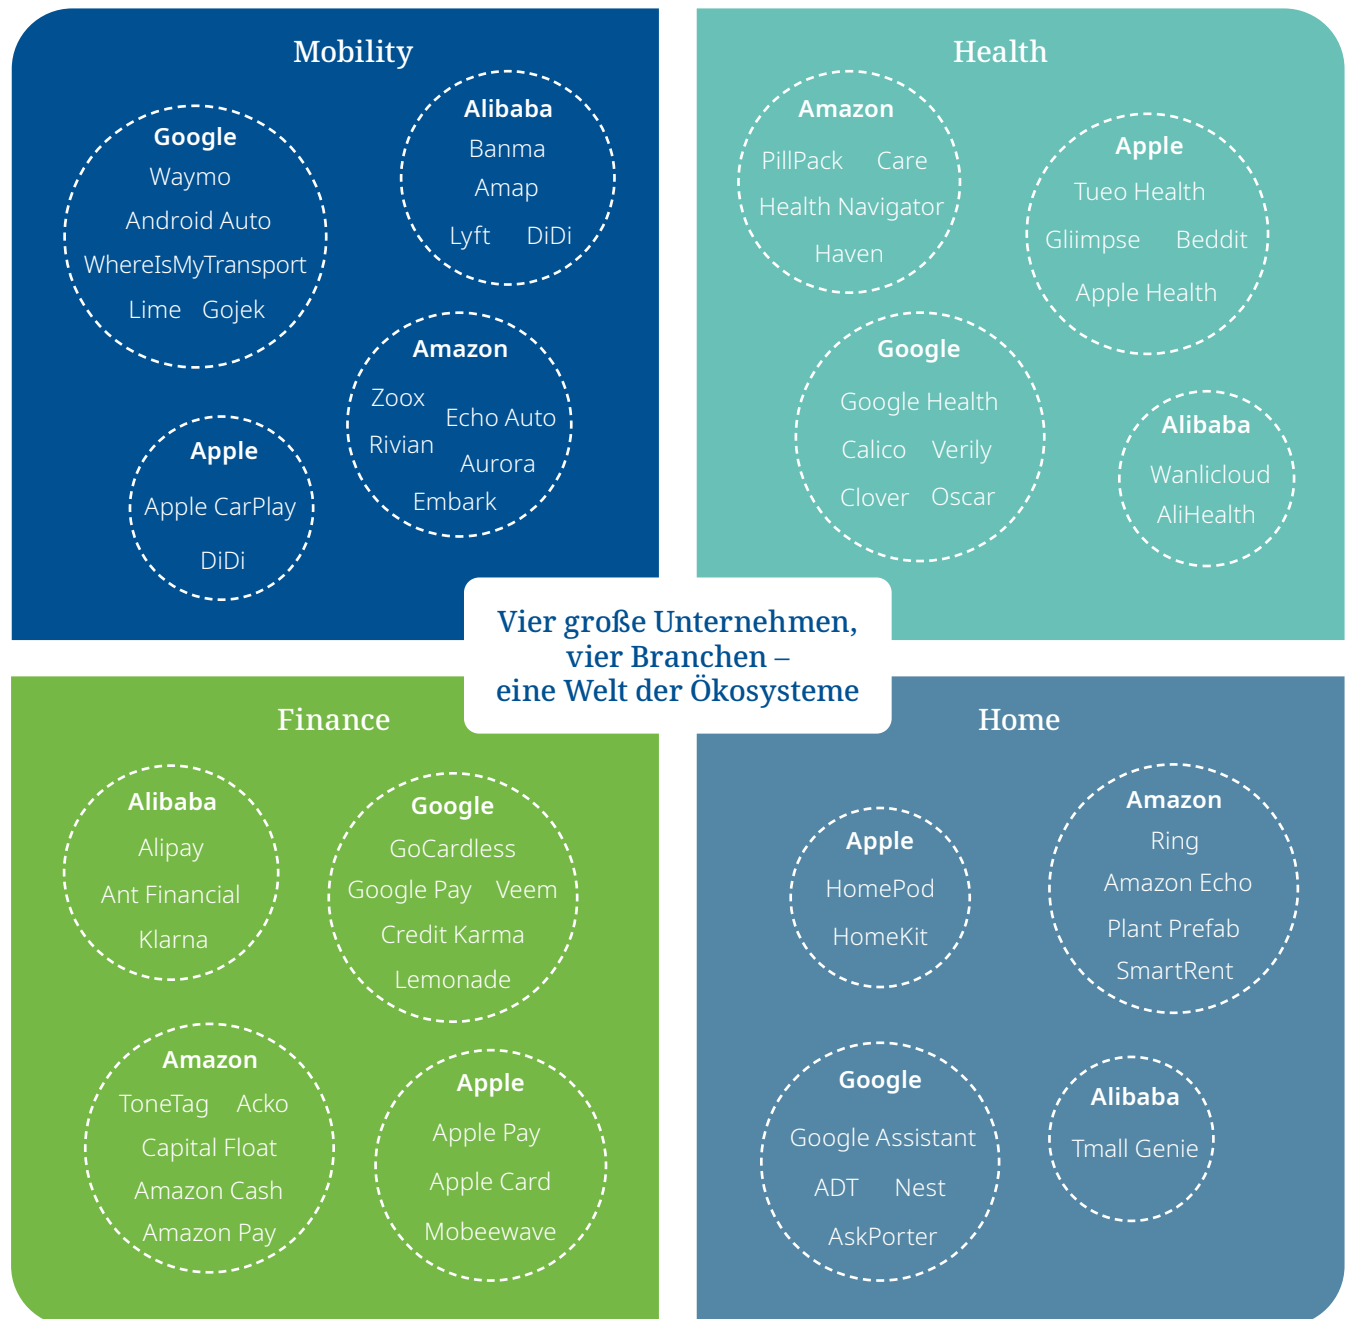 Mobility
Google
Waymo
Android Auto
WhereIsMyTransport
Lime Gojek
Alibaba
Banma
Amap
Lyft DiDi
Amazon
Zoox
Echo Auto
Rivian
Aurora
Embark
Apple
Apple CarPlay
DiDi
Health
Amazon
PillPack Care
Health Navigator
Haven
Apple
Tueo Health
Gliimpse Beddit
Apple Health
Google
Google Health
Calico Verily
Clover Oscar
Alibaba
Wanlicloud
AliHealth
Vier große Unternehmen,
vier Branchen –
eine Welt der Ökosysteme
Finance
Alibaba
Alipay
Ant Financial
Klarna
Google
GoCardless
Google Pay Veem
Credit Karma
Lemonade
Amazon
ToneTag Acko
Capital Float
Amazon Cash
Amazon Pay
Apple
Apple Pay
Apple Card
Mobeewave
Home
Apple
HomePod
HomeKit
Amazon
Ring
Amazon Echo
Plant Prefab
SmartRent
Google
Google Assistant
ADT Nest
AskPorter
Alibaba
Tmall Genie